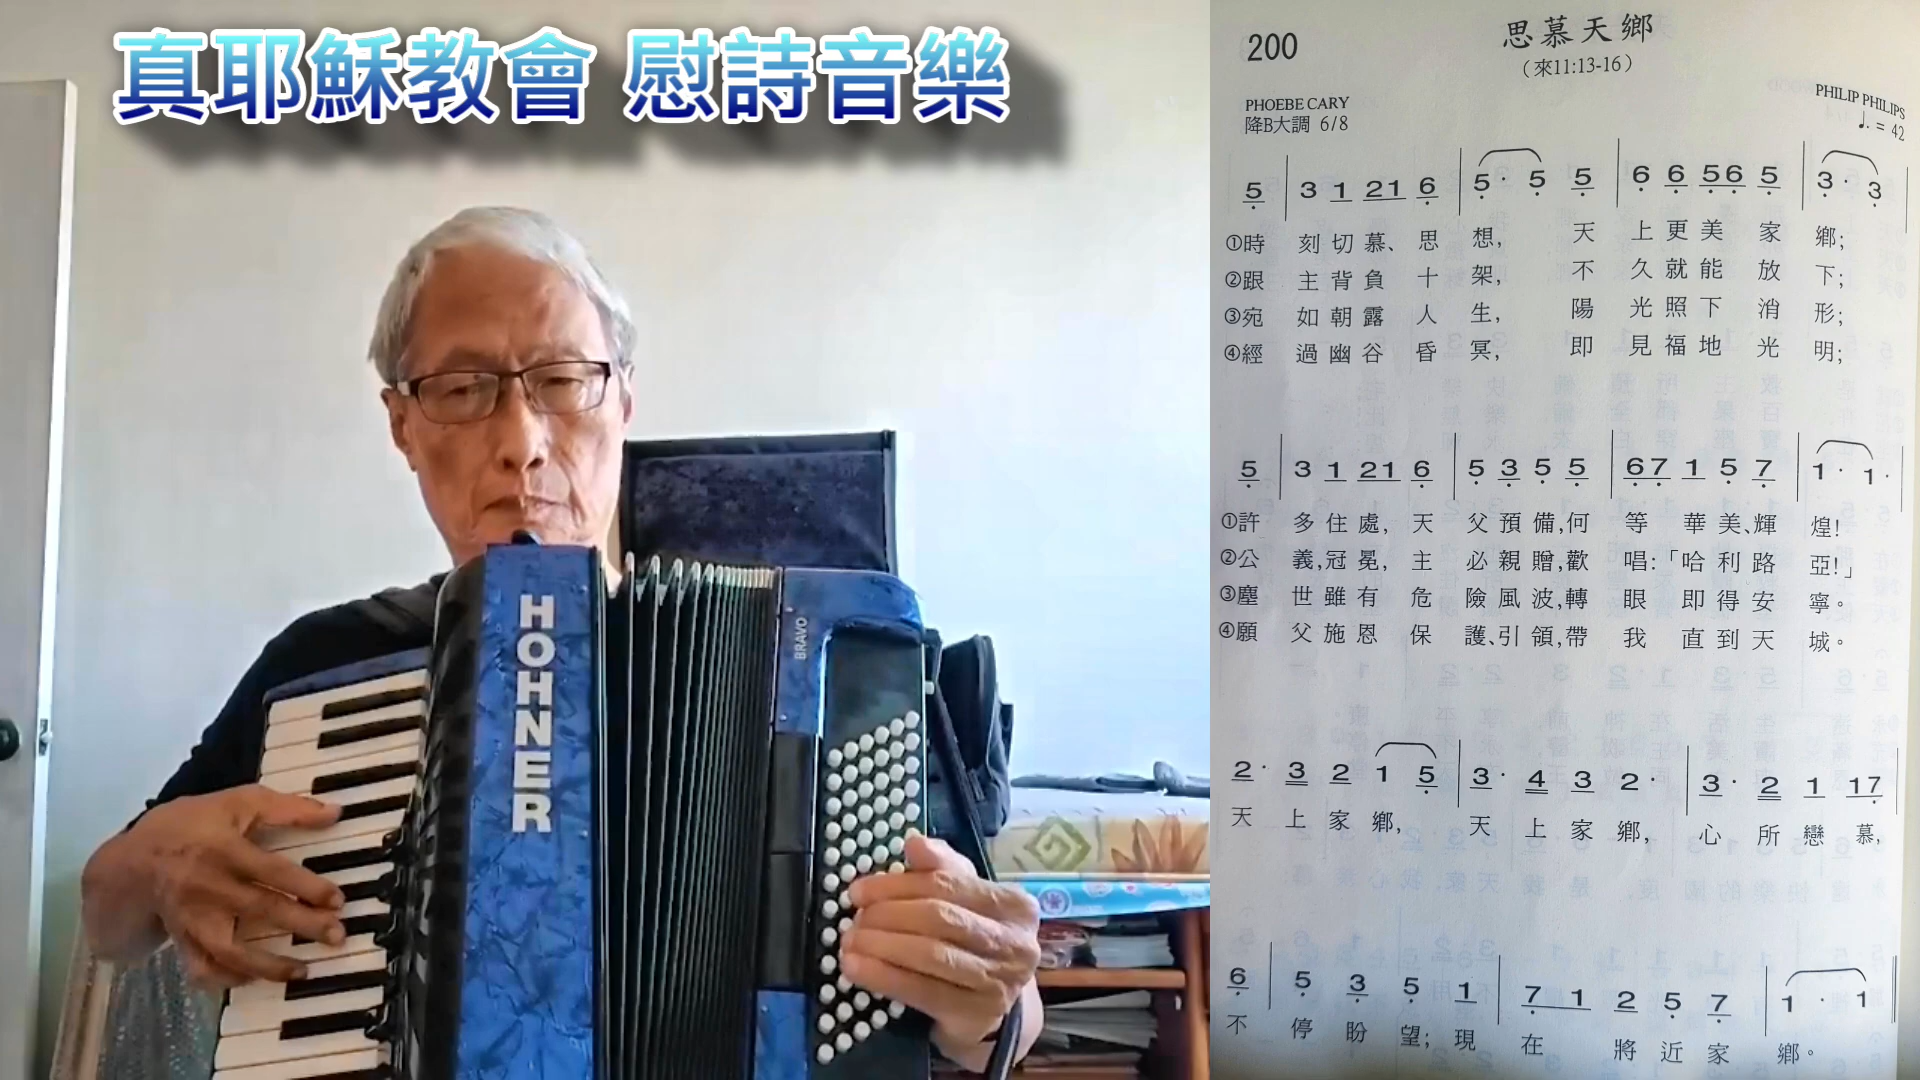 真耶穌教會 慰詩音樂
HOHNER
BRAVO
200
思慕天鄉
(來11:13-16)
PHOEBE CARY
PHILIP PHILIPS
降B大調 6/8
♩. = 42
5 | 3 1 21 6 | 5 · 5 5 | 6 6 56 5 | 3 · 3 |
①時 刻 切 慕、 思 想, 天 上 更 美 家 鄉;
②跟 主 背 負 十 架, 不 久 就 能 放 下;
③宛 如 朝 露 人 生, 陽 光 照 下 消 形;
④經 過 幽 谷 昏 冥, 即 見 福 地 光 明;
5 | 3 1 21 6 | 5 3 5 5 | 67 1 5 7 | 1 · 1 · |
①許 多 住 處, 天 父 預 備,何 等 華 美、輝 煌!
②公 義,冠 冕, 主 必 親 贈,歡 唱:「哈 利 路 亞!」
③塵 世 雖 有 危 險 風 波,轉 眼 即 得 安 寧。
④願 父 施 恩 保 護、引 領,帶 我 直 到 天 城。
2 · 3 2 1 5 | 3 · 4 3 2 · | 3 · 2 1 17 |
天 上 家 鄉, 天 上 家 鄉, 心 所 戀 慕,
6 | 5 3 5 1 | 7 1 2 5 7 | 1 · 1 ‖
不 停 盼 望; 現 在 將 近 家 鄉。